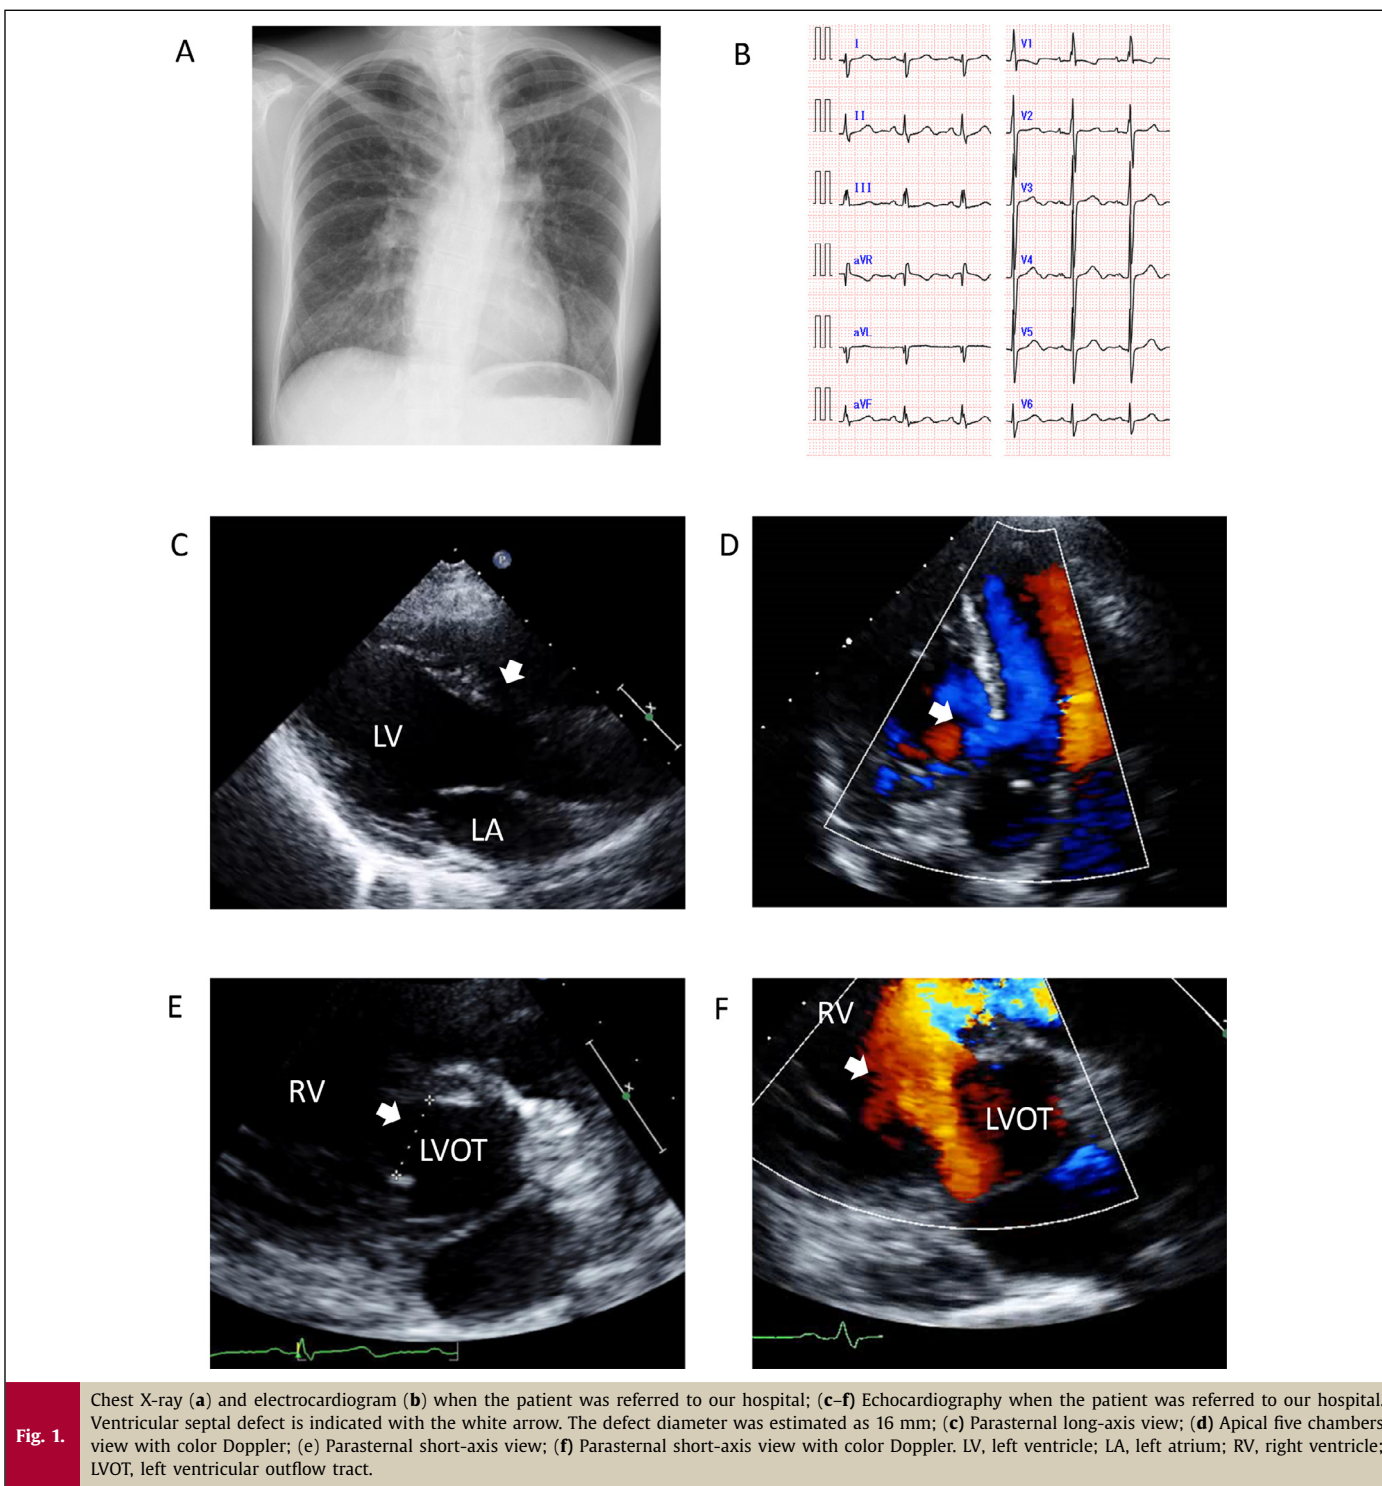 A
B
I
II
III
aVR
aVL
aVF
V1
V2
V3
V4
V5
V6
C
P
LV
LA
D
E
RV
LVOT
F
RV
LVOT
Fig. 1.
Chest X-ray (a) and electrocardiogram (b) when the patient was referred to our hospital; (c–f) Echocardiography when the patient was referred to our hospital.
Ventricular septal defect is indicated with the white arrow. The defect diameter was estimated as 16 mm; (c) Parasternal long-axis view; (d) Apical five chambers
view with color Doppler; (e) Parasternal short-axis view; (f) Parasternal short-axis view with color Doppler. LV, left ventricle; LA, left atrium; RV, right ventricle;
LVOT, left ventricular outflow tract.